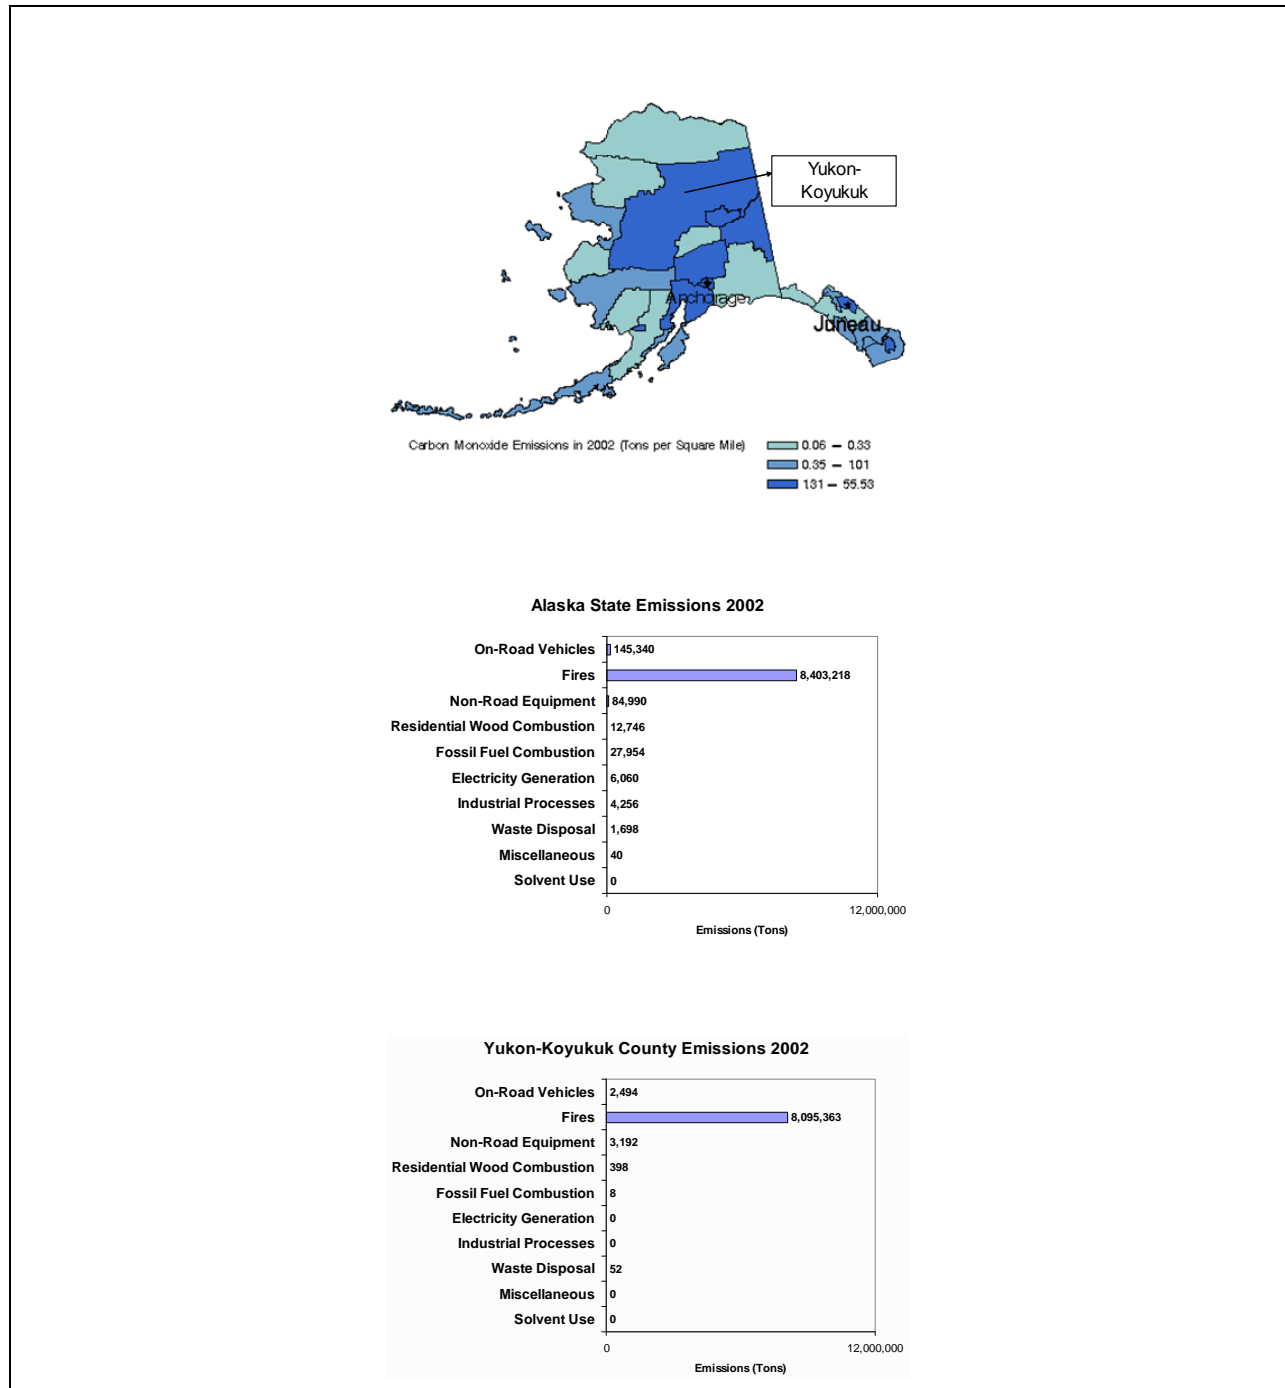 Yukon-
Koyukuk
Anchorage
Juneau
Carbon Monoxide Emissions in 2002 (Tons per Square Mile)
0.06 — 0.33
0.35 — 1.01
1.31 — 55.53
Alaska State Emissions 2002
On-Road Vehicles 145,340
Fires 8,403,218
Non-Road Equipment 84,990
Residential Wood Combustion 12,746
Fossil Fuel Combustion 27,954
Electricity Generation 6,060
Industrial Processes 4,256
Waste Disposal 1,698
Miscellaneous 40
Solvent Use 0
0 12,000,000
Emissions (Tons)
Yukon-Koyukuk County Emissions 2002
On-Road Vehicles 2,494
Fires 8,095,363
Non-Road Equipment 3,192
Residential Wood Combustion 398
Fossil Fuel Combustion 8
Electricity Generation 0
Industrial Processes 0
Waste Disposal 52
Miscellaneous 0
Solvent Use 0
0 12,000,000
Emissions (Tons)